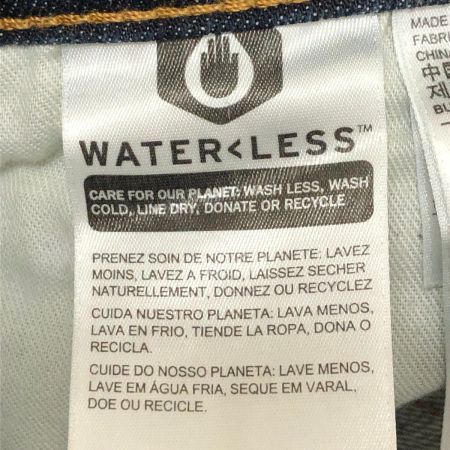 WATER<LESS™
CARE FOR OUR PLANET: WASH LESS, WASH
COLD, LINE DRY, DONATE OR RECYCLE
PRENEZ SOIN DE NOTRE PLANETE: LAVEZ
MOINS, LAVEZ A FROID, LAISSEZ SECHER
NATURELLEMENT, DONNEZ OU RECYCLEZ
CUIDA NUESTRO PLANETA: LAVA MENOS,
LAVA EN FRIO, TIENDE LA ROPA, DONA O
RECICLA.
CUIDE DO NOSSO PLANETA: LAVE MENOS,
LAVE EM ÁGUA FRIA, SEQUE EM VARAL,
DOE OU RECICLE.
MADE
FABRI
CHINA
中国
제
BU